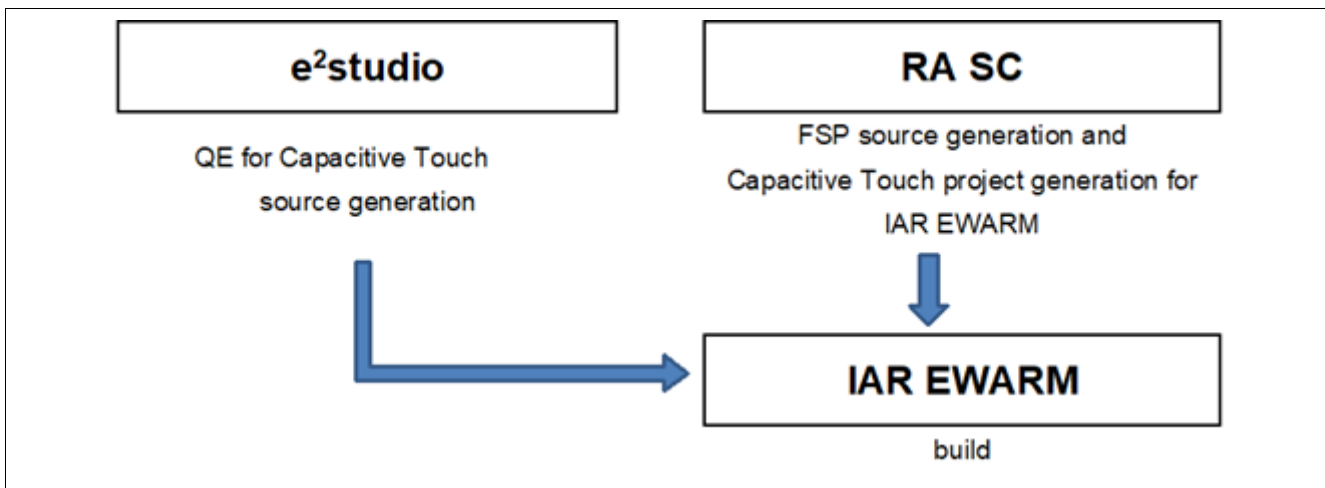 e²studio
QE for Capacitive Touch
source generation
RA SC
FSP source generation and
Capacitive Touch project generation for
IAR EWARM
IAR EWARM
build